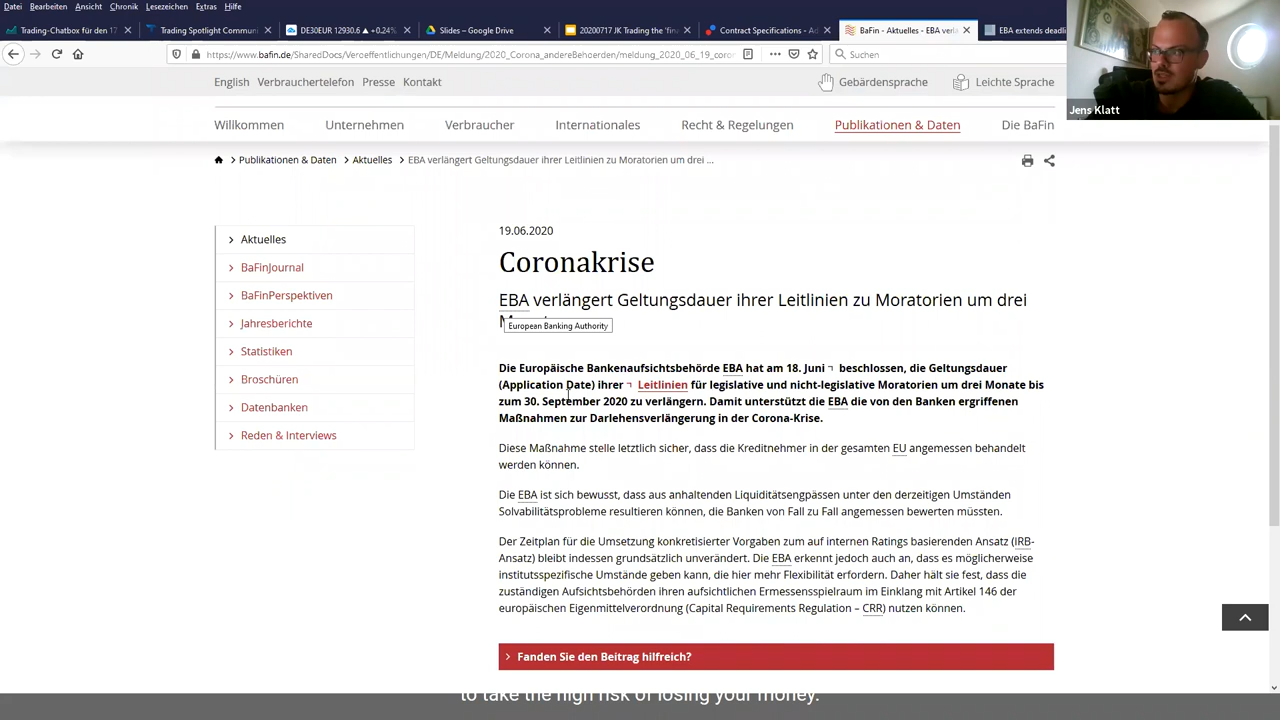 Datei Bearbeiten Ansicht Chronik Lesezeichen Extras Hilfe
Trading-Chatbox für den 17
Trading Spotlight Commun
DE30EUR 12930.6 ▲ +0.24%
Slides – Google Drive
20200717 JK Trading the 'fin
Contract Specifications - Ad
BaFin - Aktuelles - EBA verl
EBA extends deadli
https://www.bafin.de/SharedDocs/Veroeffentlichungen/DE/Meldung/2020_Corona_andereBehoerden/meldung_2020_06_19_coron
Suchen
Jens Klatt
English Verbrauchertelefon Presse Kontakt
Gebärdensprache Leichte Sprache
Willkommen Unternehmen Verbraucher Internationales Recht & Regelungen Publikationen & Daten Die BaFin
Publikationen & Daten Aktuelles EBA verlängert Geltungsdauer ihrer Leitlinien zu Moratorien um drei ...
Aktuelles
BaFinJournal
BaFinPerspektiven
Jahresberichte
Statistiken
Broschüren
Datenbanken
Reden & Interviews
19.06.2020
Coronakrise
EBA verlängert Geltungsdauer ihrer Leitlinien zu Moratorien um drei
European Banking Authority
Die Europäische Bankenaufsichtsbehörde EBA hat am 18. Juni beschlossen, die Geltungsdauer
(Application Date) ihrer Leitlinien für legislative und nicht-legislative Moratorien um drei Monate bis
zum 30. September 2020 zu verlängern. Damit unterstützt die EBA die von den Banken ergriffenen
Maßnahmen zur Darlehensverlängerung in der Corona-Krise.
Diese Maßnahme stelle letztlich sicher, dass die Kreditnehmer in der gesamten EU angemessen behandelt
werden können.
Die EBA ist sich bewusst, dass aus anhaltenden Liquiditätsengpässen unter den derzeitigen Umständen
Solvabilitätsprobleme resultieren können, die Banken von Fall zu Fall angemessen bewerten müssten.
Der Zeitplan für die Umsetzung konkretisierter Vorgaben zum auf internen Ratings basierenden Ansatz (IRB-
Ansatz) bleibt indessen grundsätzlich unverändert. Die EBA erkennt jedoch auch an, dass es möglicherweise
institutsspezifische Umstände geben kann, die hier mehr Flexibilität erfordern. Daher hält sie fest, dass die
zuständigen Aufsichtsbehörden ihren aufsichtlichen Ermessensspielraum im Einklang mit Artikel 146 der
europäischen Eigenmittelverordnung (Capital Requirements Regulation – CRR) nutzen können.
Fanden Sie den Beitrag hilfreich?
to take the high risk of losing your money.